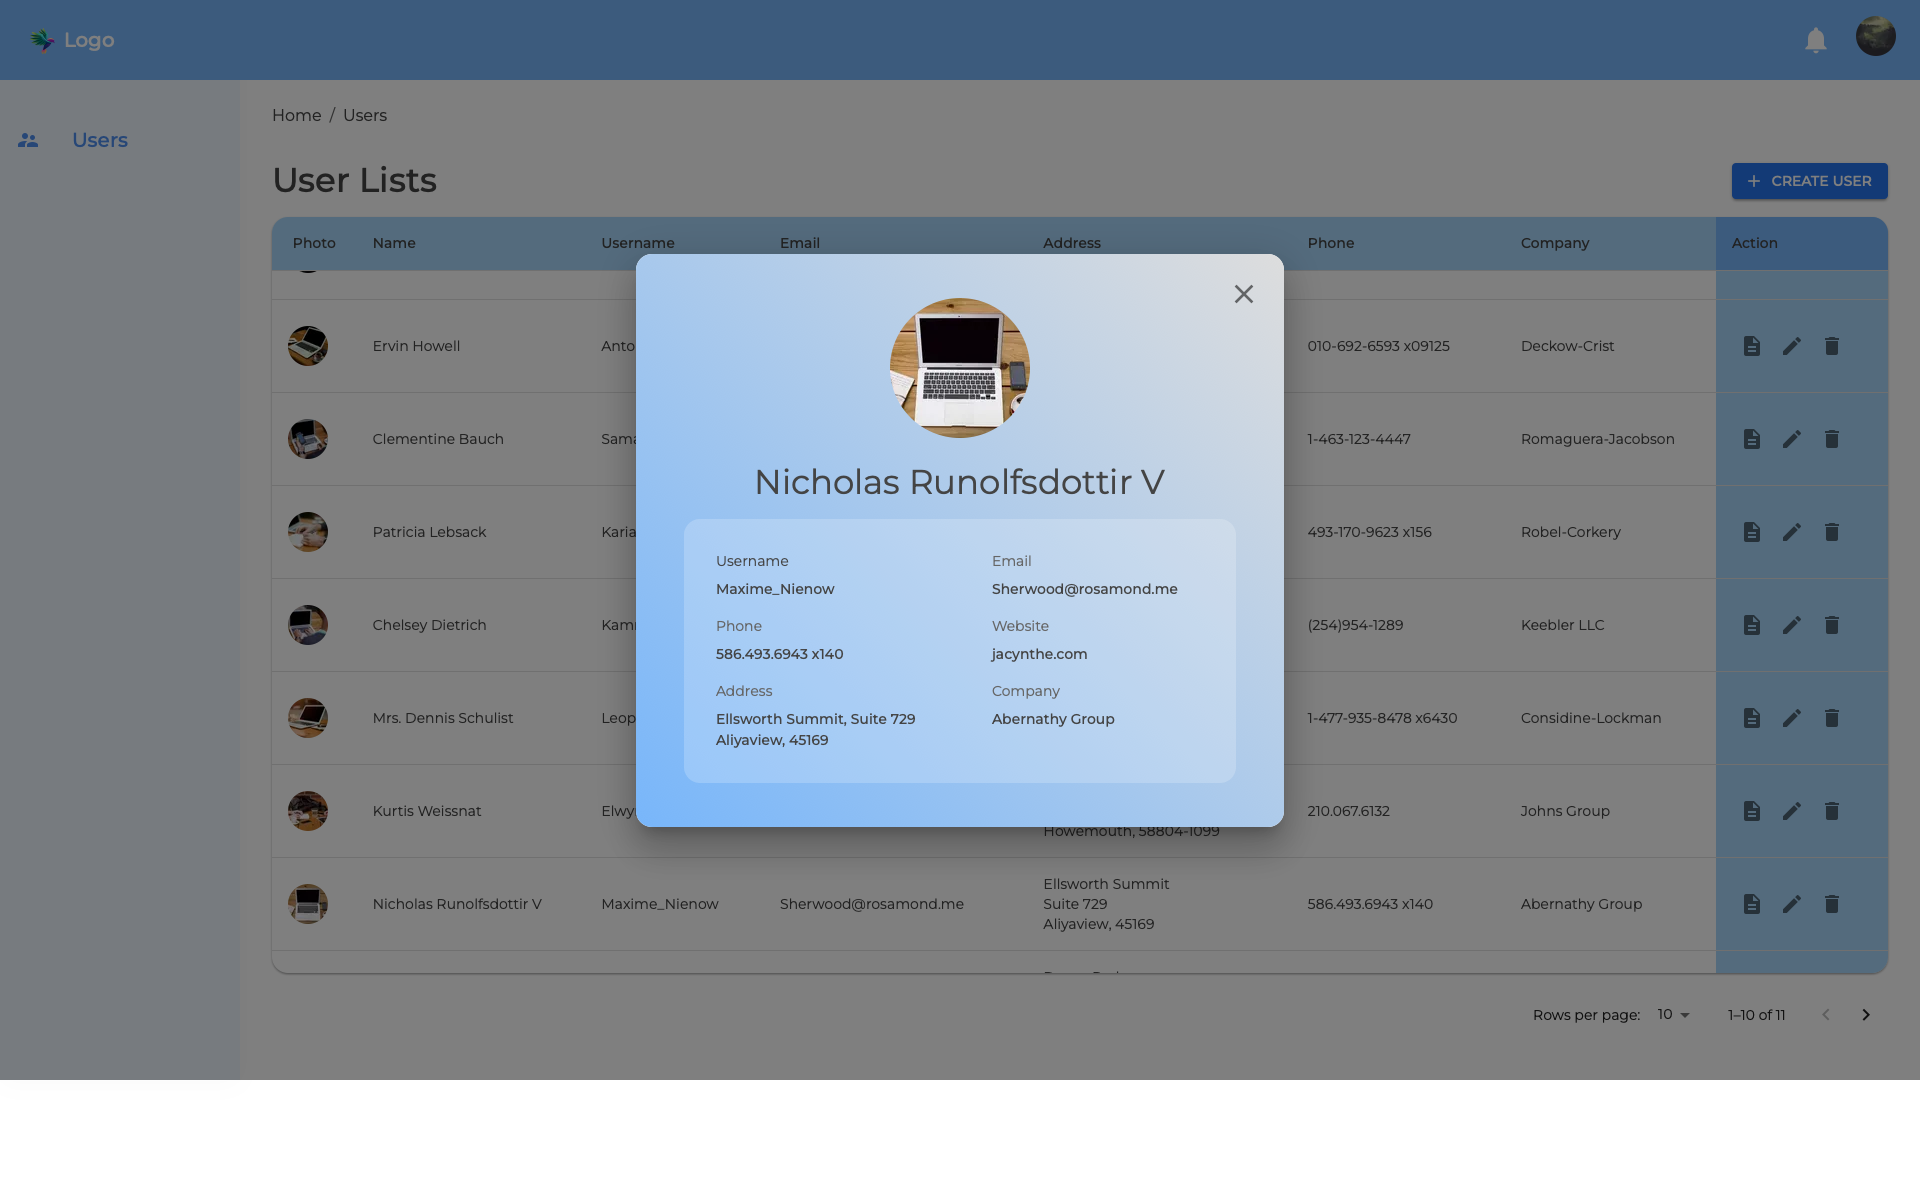 Logo
Home / Users
Users
User Lists
CREATE USER
Photo Name Username Email Address Phone Company Action
Ervin Howell Anto 010-692-6593 x09125 Deckow-Crist
Clementine Bauch Sama 1-463-123-4447 Romaguera-Jacobson
Patricia Lebsack Karia 493-170-9623 x156 Robel-Corkery
Chelsey Dietrich Kam (254)954-1289 Keebler LLC
Mrs. Dennis Schulist Leop 1-477-935-8478 x6430 Considine-Lockman
Kurtis Weissnat Elwy 210.067.6132 Johns Group
Howemouth, 58804-1099
Nicholas Runolfsdottir V Maxime_Nienow Sherwood@rosamond.me Ellsworth Summit
Suite 729
Aliyaview, 45169 586.493.6943 x140 Abernathy Group
Nicholas Runolfsdottir V
Username Email
Maxime_Nienow Sherwood@rosamond.me
Phone Website
586.493.6943 x140 jacynthe.com
Address Company
Ellsworth Summit, Suite 729 Abernathy Group
Aliyaview, 45169
Rows per page: 10 1–10 of 11